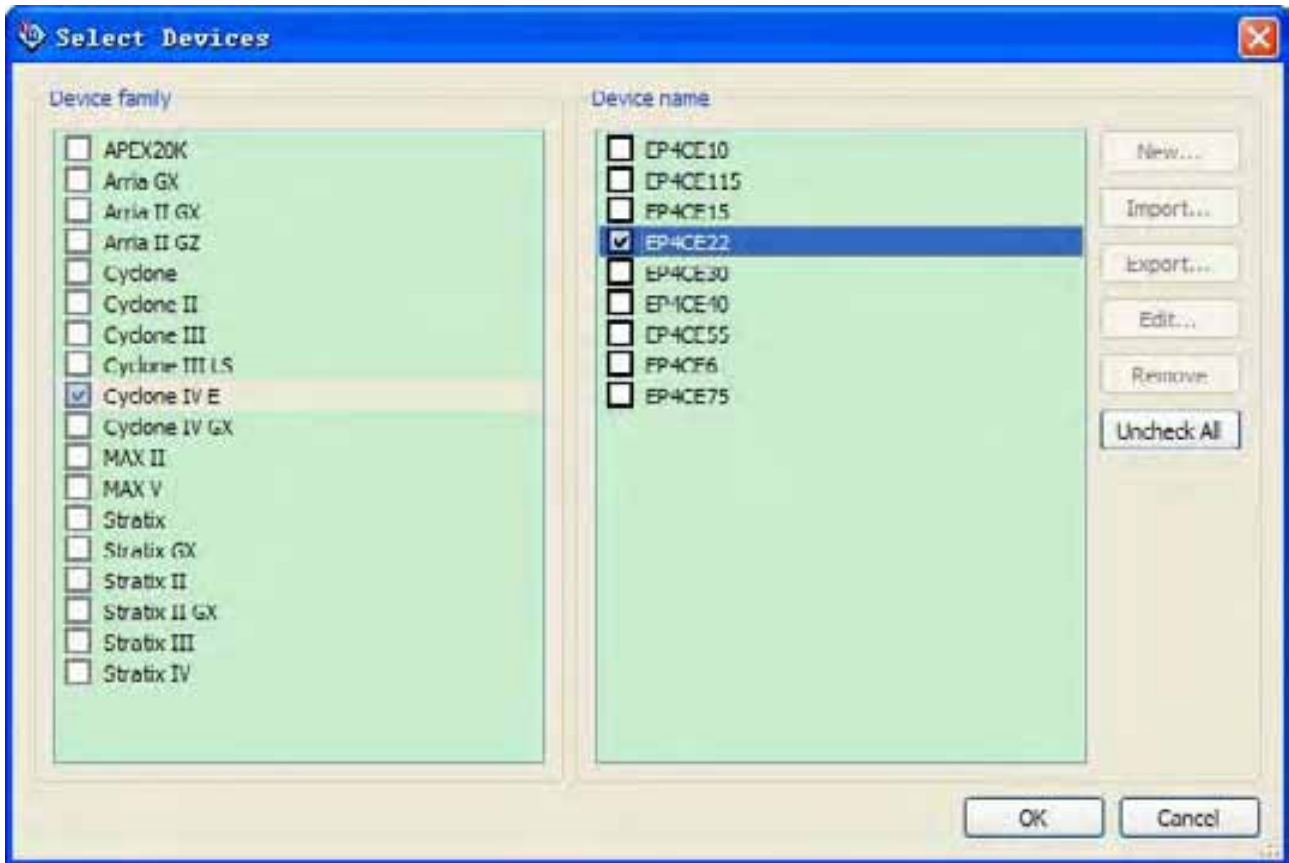 Select Devices
Device family
APEX20K
Arria GX
Arria II GX
Arria II GZ
Cyclone
Cyclone II
Cyclone III
Cyclone III LS
Cyclone IV E
Cyclone IV GX
MAX II
MAX V
Stratix
Stratix GX
Stratix II
Stratix II GX
Stratix III
Stratix IV
Device name
EP4CE10
EP4CE115
EP4CE15
EP4CE22
EP4CE30
EP4CE40
EP4CE55
EP4CE6
EP4CE75
New...
Import...
Export...
Edit...
Remove
Uncheck All
OK
Cancel